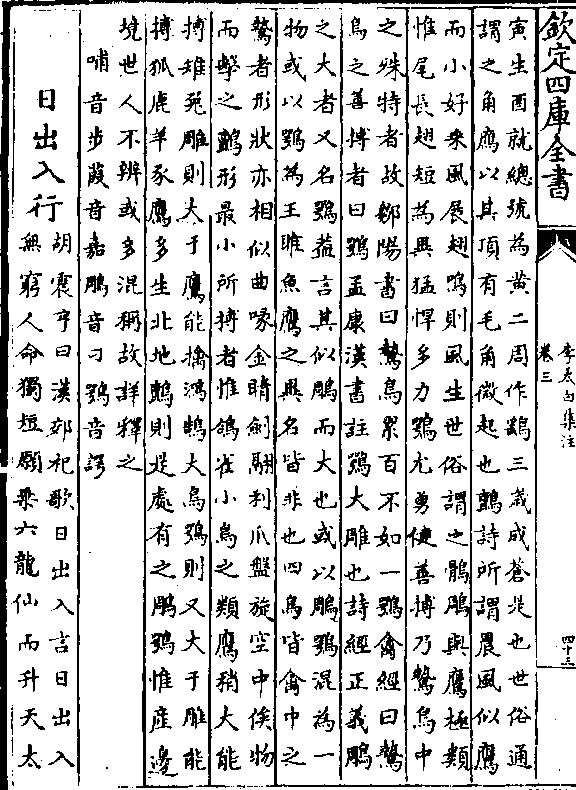 欽定四庫全書
李太白集注
卷三
四十三
寅生酉就總號為黄二周作鷂三歲成蒼是也世俗通
謂之角鷹以其頂有毛角微起也鸇詩所謂晨風似鷹
而小好乘風展翅鳴則風生世俗謂之鶻鵰與鷹極類
惟尾長翅短為異猛悍多力鶚尤勇健善搏乃鷙鳥中
之殊特者故鄒陽書曰鷙鳥累百不如一鶚禽經曰鷙
鳥之善搏者曰鶚孟康漢書註鶚大雕也詩經正義鵰
之大者又名鶚蓋言其似鵰而大也或以鵰鶚混為一
物或以鶚為王雎魚鷹之異名皆非也四鳥皆禽中之
鷙者形狀亦相似曲喙金睛劍翮利爪盤旋空中俟物
而擊之鸇形最小所搏者惟鴿雀小鳥之類鷹稍大能
搏雉兔雕則大于鷹能擒鴻鵠大鳥鶚則又大于雕能
搏狐鹿羊豕鷹多生北地鸇則是處有之鵰鶚惟産邊
境世人不辨或多混稱故詳釋之
哺音步葭音嘉鵰音刁鶚音諤
日出入行
胡震亨曰漢郊祀歌日出入言日出入
無窮人命獨短願乘六龍仙而升天太